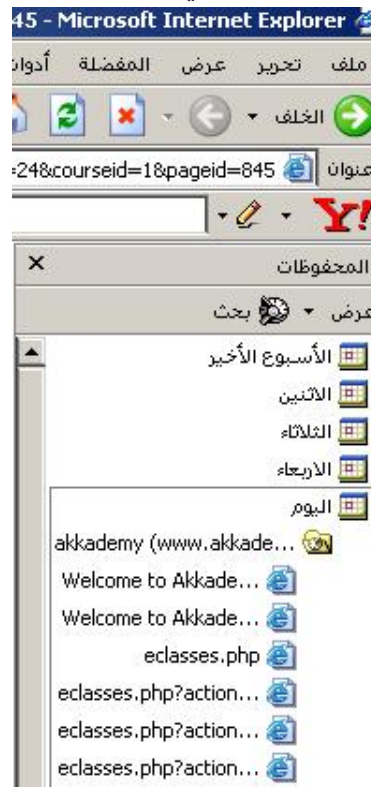 45 - Microsoft Internet Explorer
ملف تحرير عرض المفضلة أدوا
الخلف
عنوان =24&courseid=1&pageid=845
Y!
المحفوظات
عرض بحث
الأسبوع الأخير
الاثنين
الثلاثاء
الاربعاء
اليوم
akkademy (www.akkade...
Welcome to Akkade...
Welcome to Akkade...
eclasses.php
eclasses.php?action...
eclasses.php?action...
eclasses.php?action...